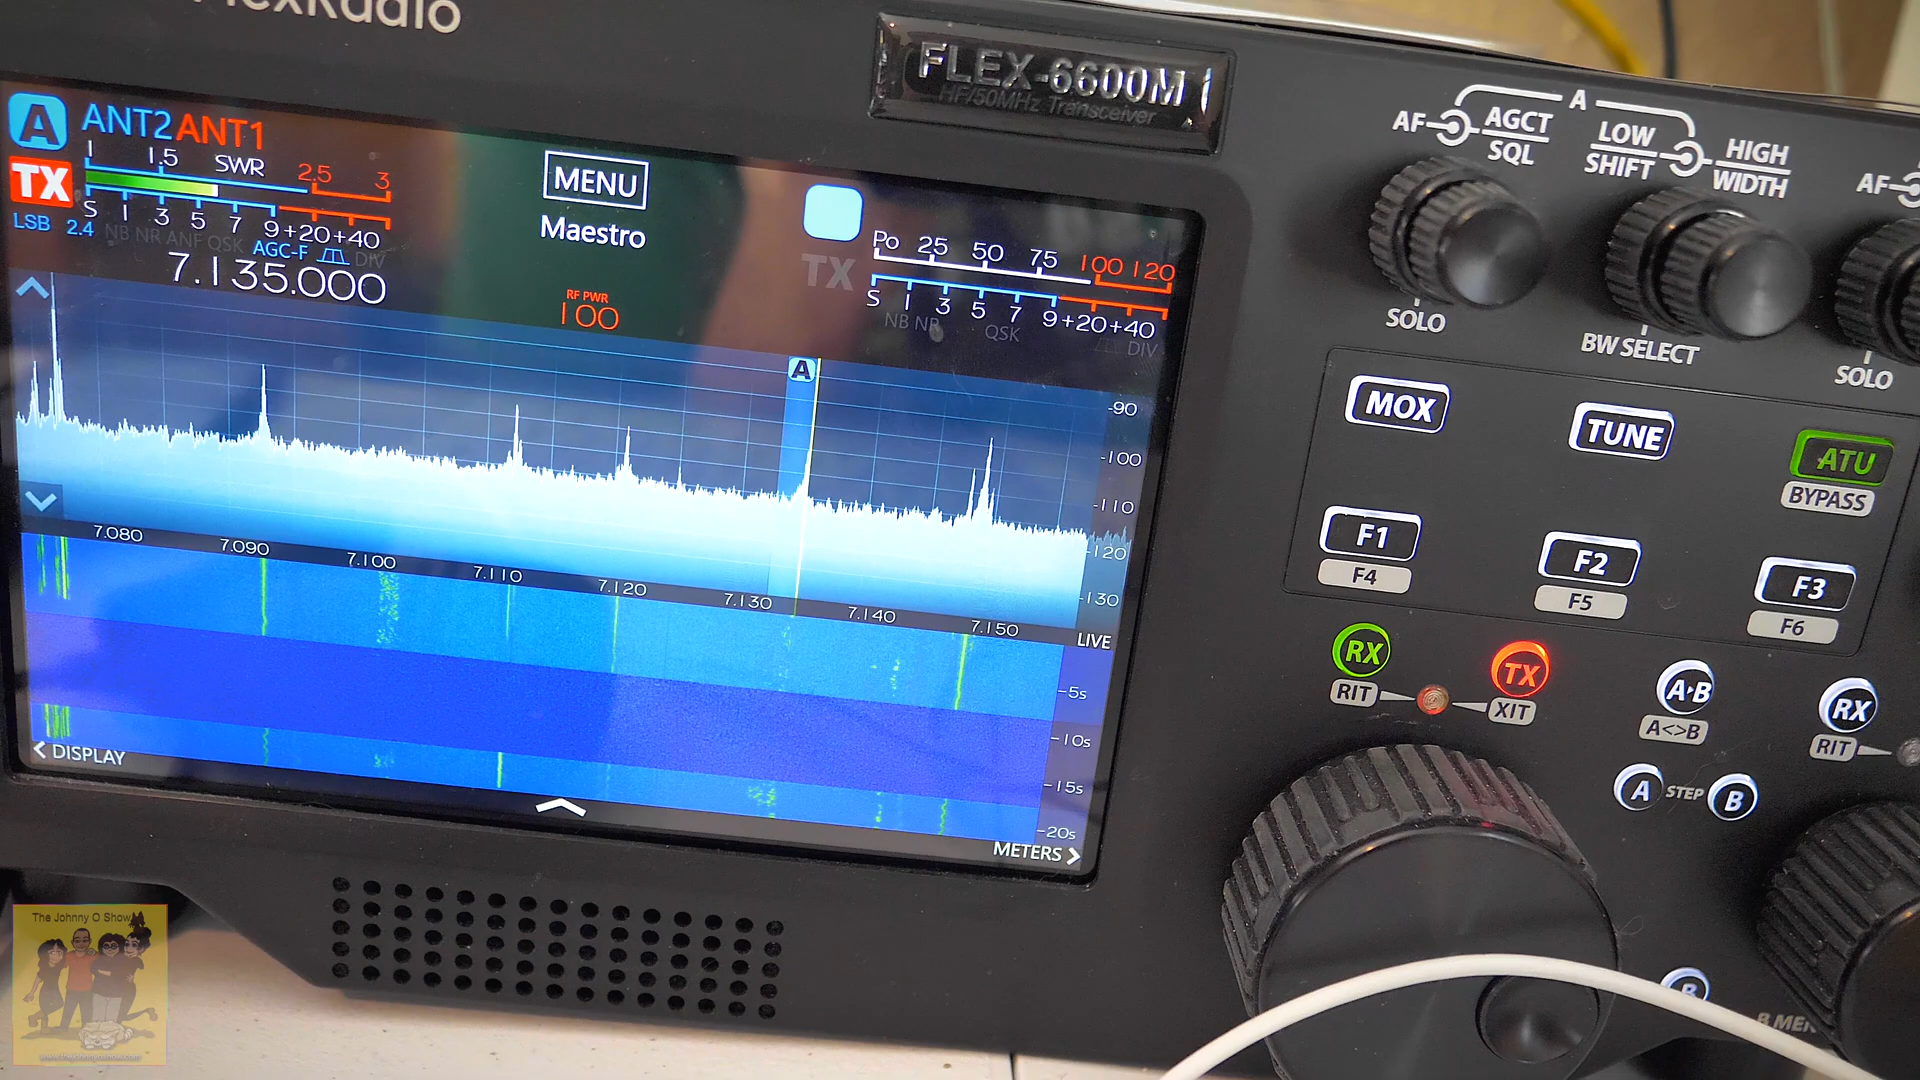 FlexRadio
FLEX-6600M
HF/50MHz Transceiver
A ANT2 ANT1
1 1.5 SWR 2.5 3
TX
S 1 3 5 7 9 +20 +40
LSB 2.4 NB NR ANF QSK AGC-F DIV
7.135.000
MENU
Maestro
RF PWR
100
Po 25 50 75 100 120
TX
S 1 3 5 7 9 +20 +40
NB NR QSK DIV
A
-90
-100
-110
-120
-130
7.080 7.090 7.100 7.110 7.120 7.130 7.140 7.150
LIVE
-5s
-10s
-15s
-20s
< DISPLAY
METERS >
A
AF AGCT
SQL
LOW
SHIFT
HIGH
WIDTH
AF
SOLO
BW SELECT
SOLO
MOX
TUNE
ATU
BYPASS
F1
F4
F2
F5
F3
F6
RX
RIT
TX
XIT
A▸B
A<>B
RX
RIT
A STEP B
B
The Johnny O Show
www.thejohnnyoshow.com